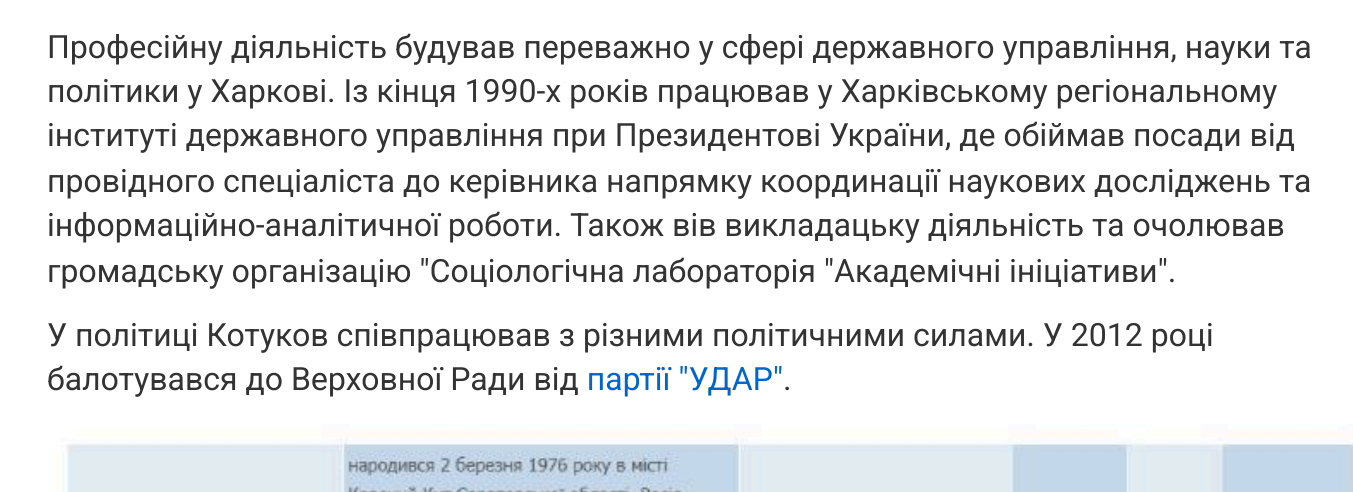 Професійну діяльність будував переважно у сфері державного управління, науки та
політики у Харкові. Із кінця 1990-х років працював у Харківському регіональному
інституті державного управління при Президентові України, де обіймав посади від
провідного спеціаліста до керівника напрямку координації наукових досліджень та
інформаційно-аналітичної роботи. Також вів викладацьку діяльність та очолював
громадську організацію "Соціологічна лабораторія "Академічні ініціативи".
У політиці Котуков співпрацював з різними політичними силами. У 2012 році
балотувався до Верховної Ради від партії "УДАР".
народився 2 березня 1976 року в місті